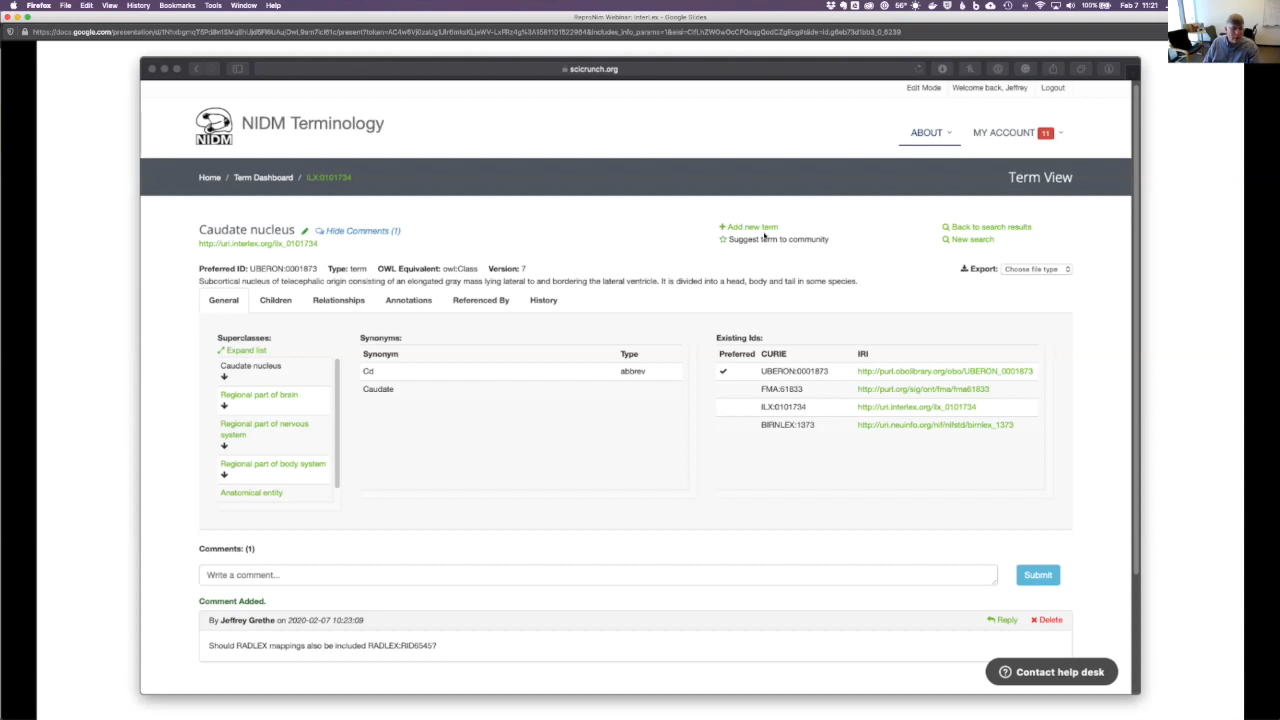 Firefox File Edit View History Bookmarks Tools Window Help 56° 100% Feb 7 11:21
ReproNim Webinar: InterLex - Google Slides
scicrunch.org
Edit Mode Welcome back, Jeffrey Logout
NIDM
NIDM Terminology
ABOUT MY ACCOUNT 11
Home / Term Dashboard / ILX:0101734
Term View
Caudate nucleus Hide Comments (1)
http://uri.interlex.org/ilx_0101734
+ Add new term
Suggest term to community
Back to search results
New search
Preferred ID: UBERON:0001873 Type: term OWL Equivalent: owl:Class Version: 7
Export: Choose file type
Subcortical nucleus of telecephalic origin consisting of an elongated gray mass lying lateral to and bordering the lateral ventricle. It is divided into a head, body and tail in some species.
General Children Relationships Annotations Referenced By History
Superclasses:
Expand list
Caudate nucleus
Regional part of brain
Regional part of nervous
system
Regional part of body system
Anatomical entity
Synonyms:
Synonym Type
Cd abbrev
Caudate
Existing Ids:
Preferred CURIE IRI
UBERON:0001873 http://purl.obolibrary.org/obo/UBERON_0001873
FMA:61833 http://purl.org/sig/ont/fma/fma61833
ILX:0101734 http://uri.interlex.org/ilx_0101734
BIRNLEX:1373 http://uri.neuinfo.org/nif/nifstd/birnlex_1373
Comments: (1)
Write a comment...
Submit
Comment Added.
By Jeffrey Grethe on 2020-02-07 10:23:09
Reply Delete
Should RADLEX mappings also be included RADLEX:RID6545?
Contact help desk